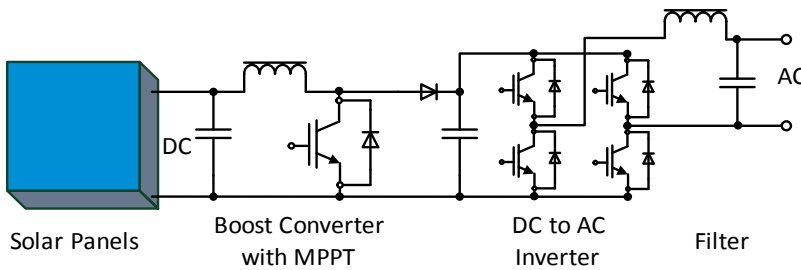 AC
DC
Solar Panels
Boost Converter
with MPPT
DC to AC
Inverter
Filter